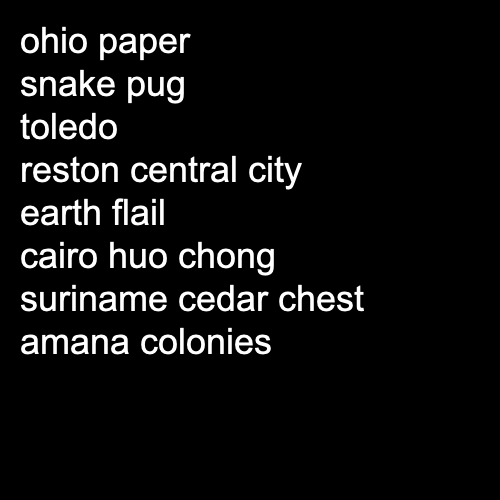 ohio paper
snake pug
toledo
reston central city
earth flail
cairo huo chong
suriname cedar chest
amana colonies